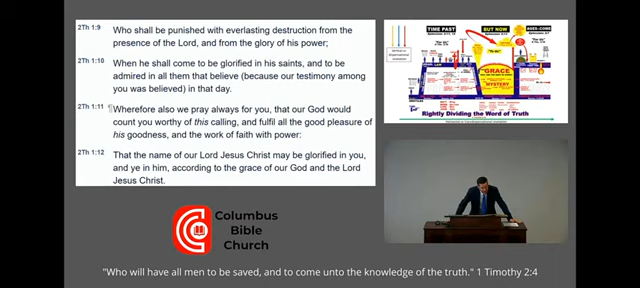 2Th 1:9 Who shall be punished with everlasting destruction from the
presence of the Lord, and from the glory of his power;
2Th 1:10 When he shall come to be glorified in his saints, and to
be admired in all them that believe (because our testimony among
you was believed) in that day.
2Th 1:11 ¶Wherefore also we pray always for you, that our God would
count you worthy of this calling, and fulfil all the good pleasure of
his goodness, and the work of faith with power:
2Th 1:12 That the name of our Lord Jesus Christ may be glorified in you,
and ye in him, according to the grace of our God and the Lord
Jesus Christ.
TIME PAST
BUT NOW
AGES-COME
GRACE
MYSTERY
Rightly Dividing the Word of Truth
Columbus
Bible
Church
"Who will have all men to be saved, and to come unto the knowledge of the truth." 1 Timothy 2:4